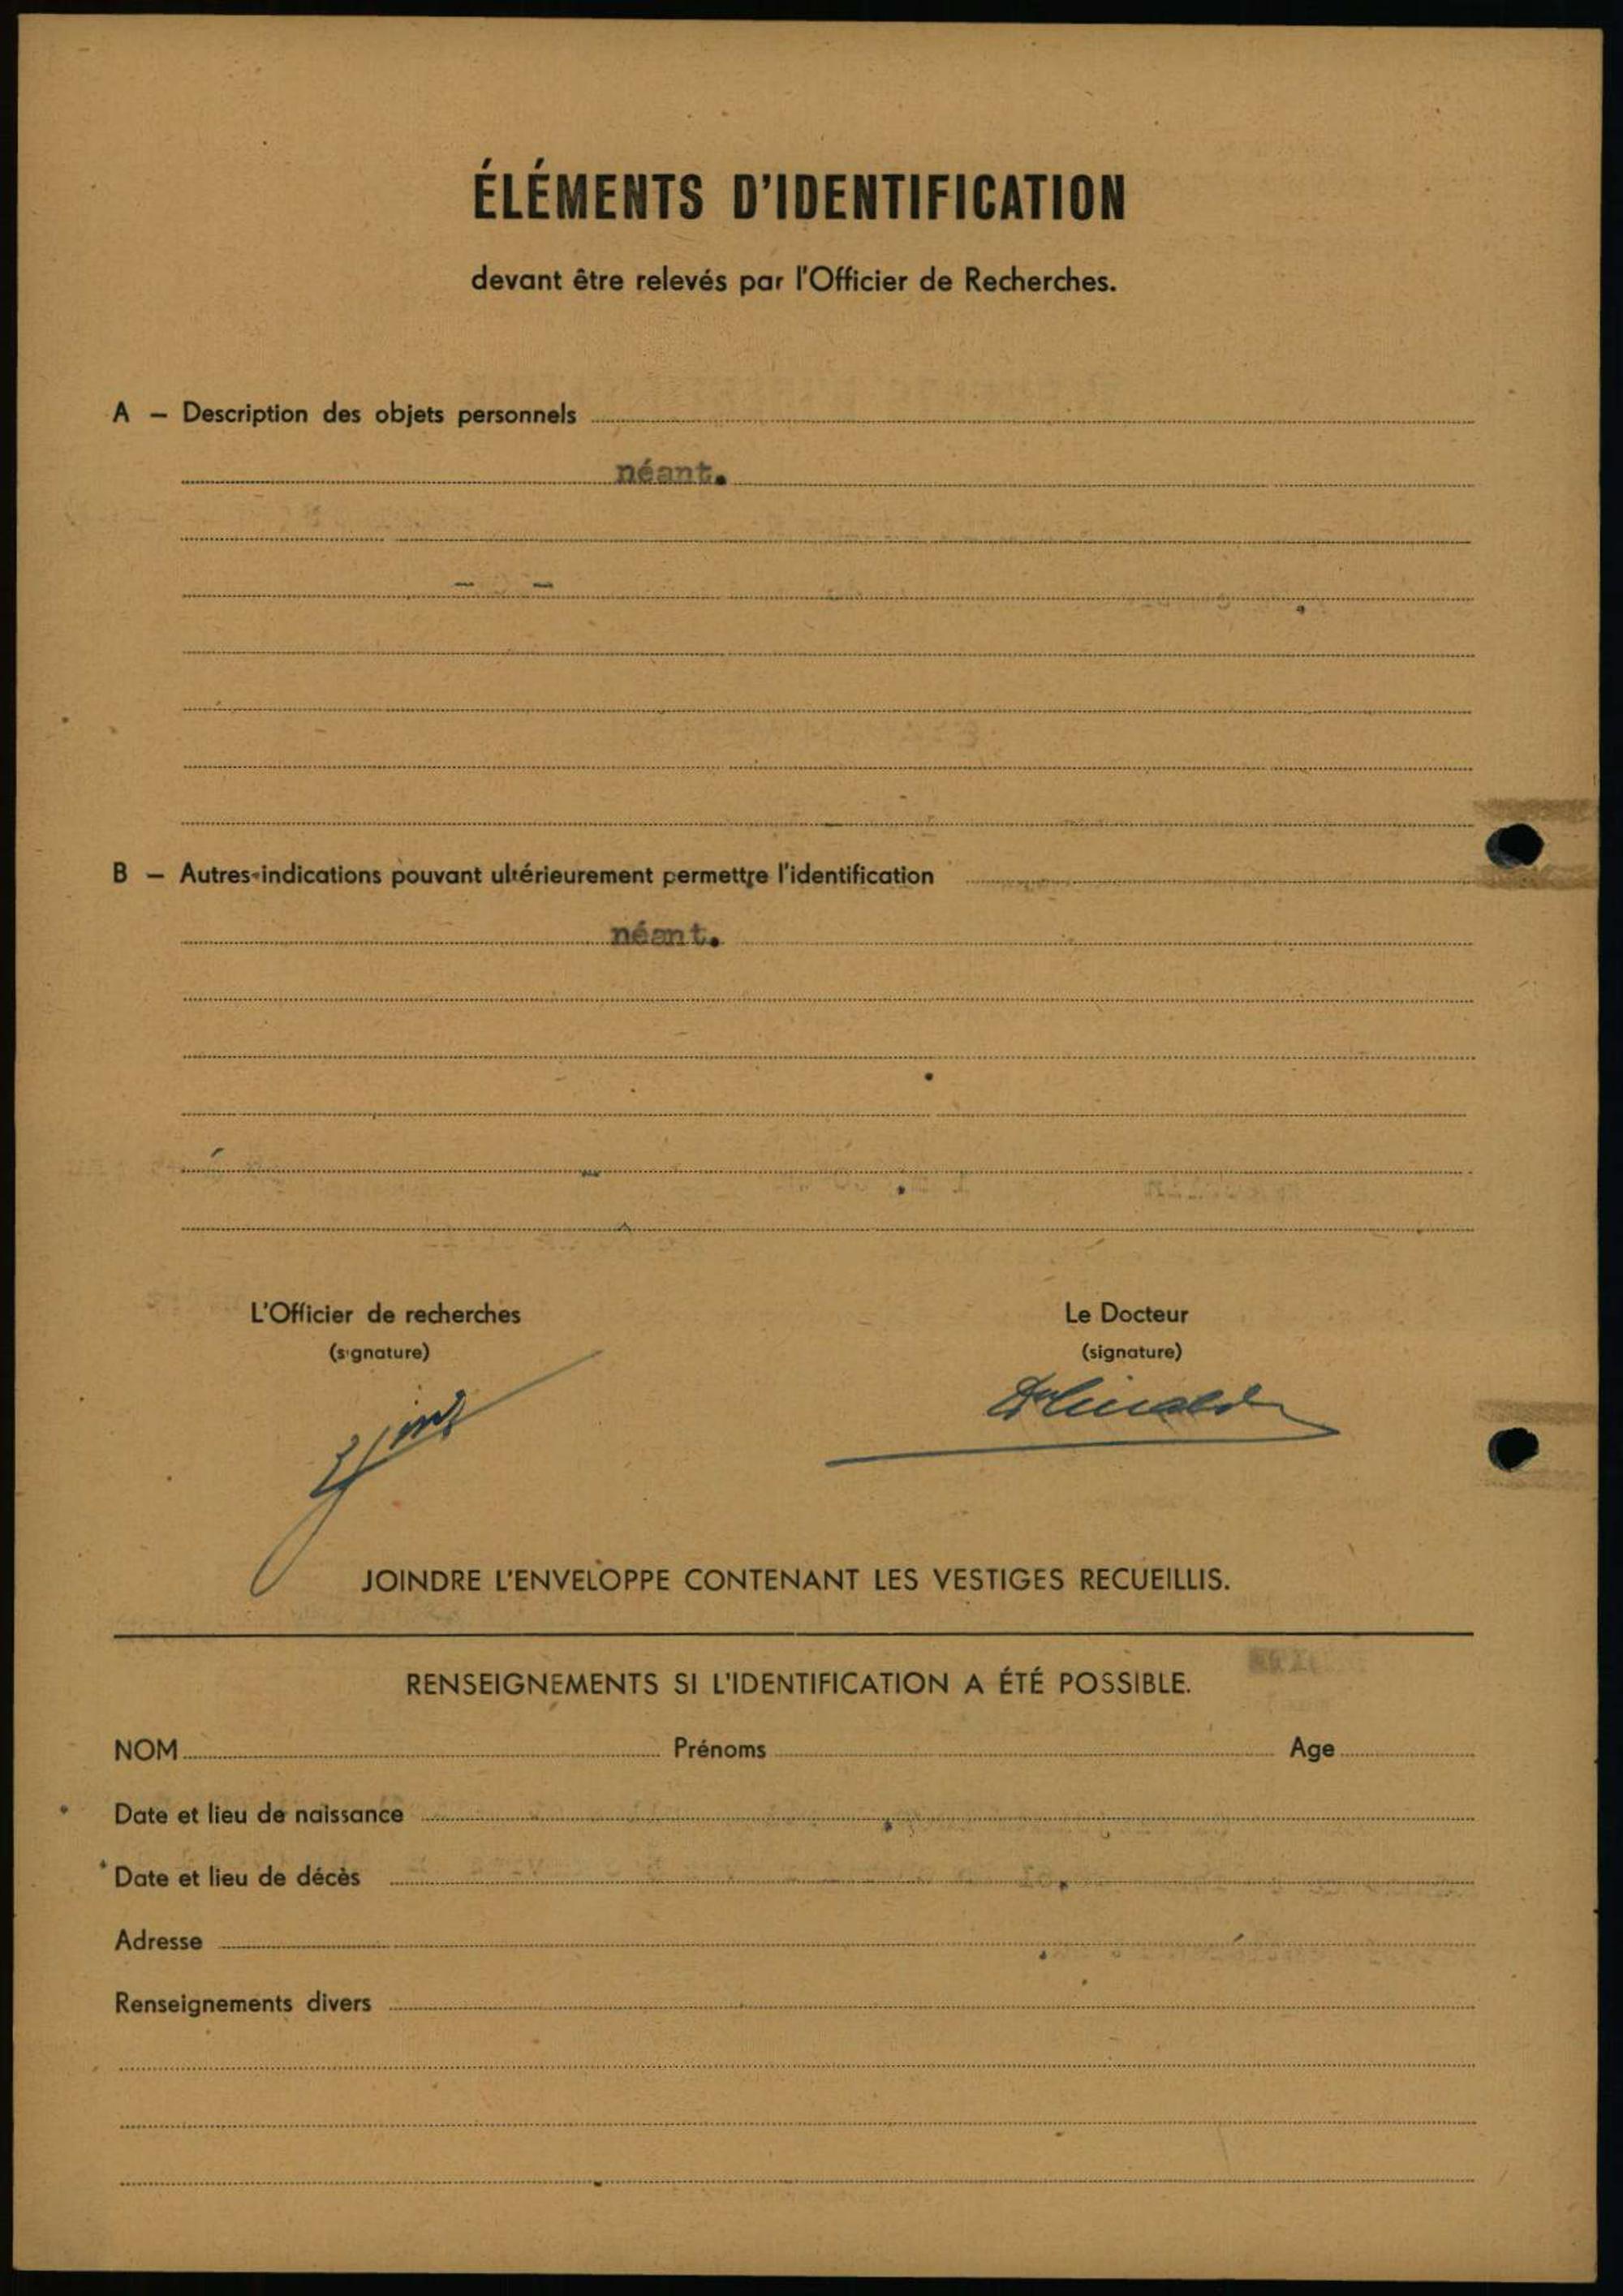 ÉLÉMENTS D'IDENTIFICATION
devant être relevés par l'Officier de Recherches.
A — Description des objets personnels
néant.
B — Autres indications pouvant ultérieurement permettre l'identification
néant.
L'Officier de recherches
(signature)
Le Docteur
(signature)
JOINDRE L'ENVELOPPE CONTENANT LES VESTIGES RECUEILLIS.
RENSEIGNEMENTS SI L'IDENTIFICATION A ÉTÉ POSSIBLE.
NOM Prénoms Age
Date et lieu de naissance
Date et lieu de décès
Adresse
Renseignements divers